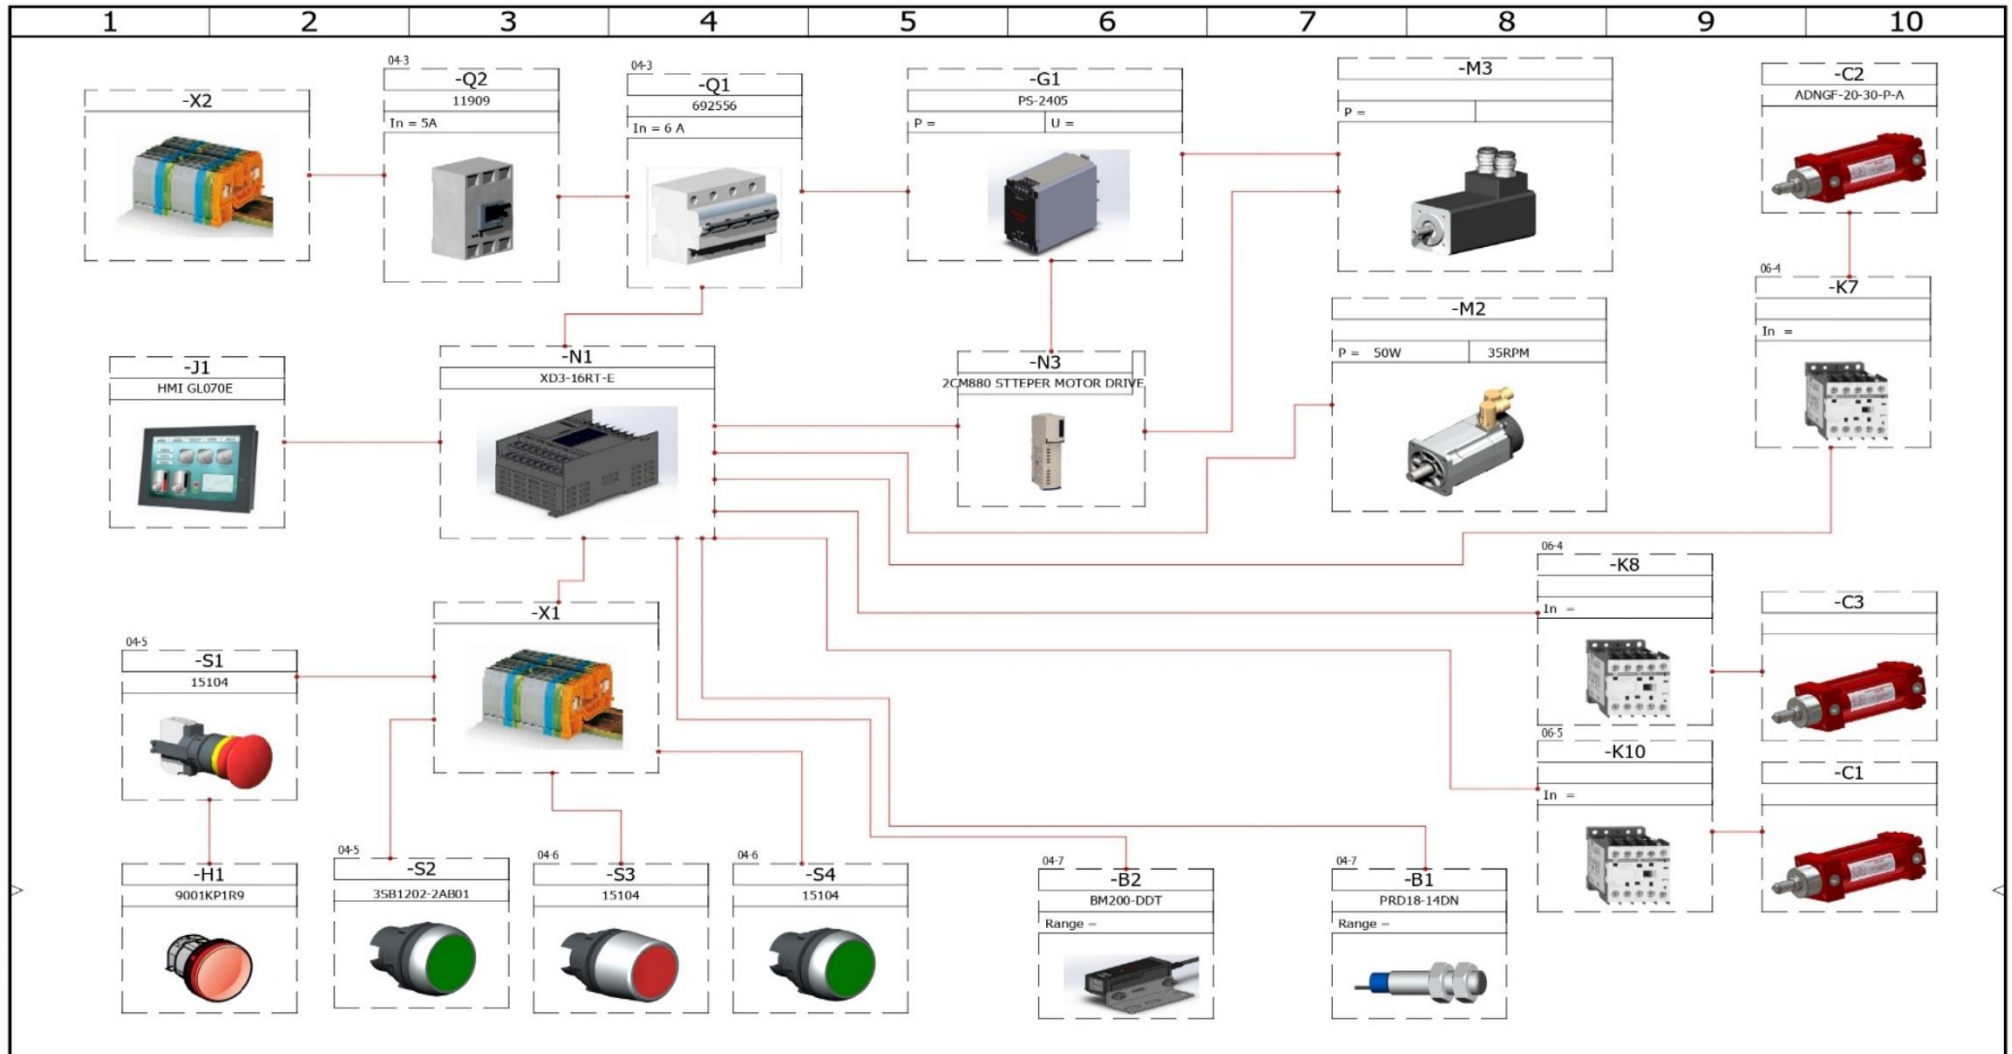 1 2 3 4 5 6 7 8 9 10
-X2
04-3
-Q2
11909
In = 5A
04-3
-Q1
692556
In = 6 A
-G1
PS-2405
P = U =
-M3
P =
-C2
ADNGF-20-30-P-A
06-4
-K7
In =
-J1
HMI GL070E
-N1
XD3-16RT-E
-N3
2CM880 STTEPER MOTOR DRIVE
-M2
P = 50W 35RPM
06-4
-K8
In =
-C3
06-5
-K10
In =
-C1
-X1
04-5
-S1
15104
-H1
9001KP1R9
04-5
-S2
3SB1202-2AB01
04-6
-S3
15104
04-6
-S4
15104
04-7
-B2
BM200-DDT
Range =
04-7
-B1
PRD18-14DN
Range =